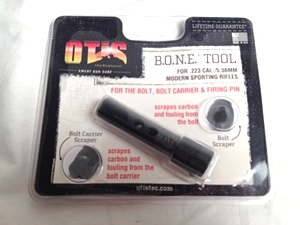 LIFETIME GUARANTEE*
OTIS
SMART GUN CARE
B.O.N.E.® TOOL
FOR .223 CAL/5.56MM
MODERN SPORTING RIFLES
FOR THE BOLT, BOLT CARRIER & FIRING PIN
scrapes carbon
and fouling from
the bolt
Bolt
Scraper
Bolt Carrier
Scraper
scrapes
carbon and
fouling from the
bolt carrier
otistec.com